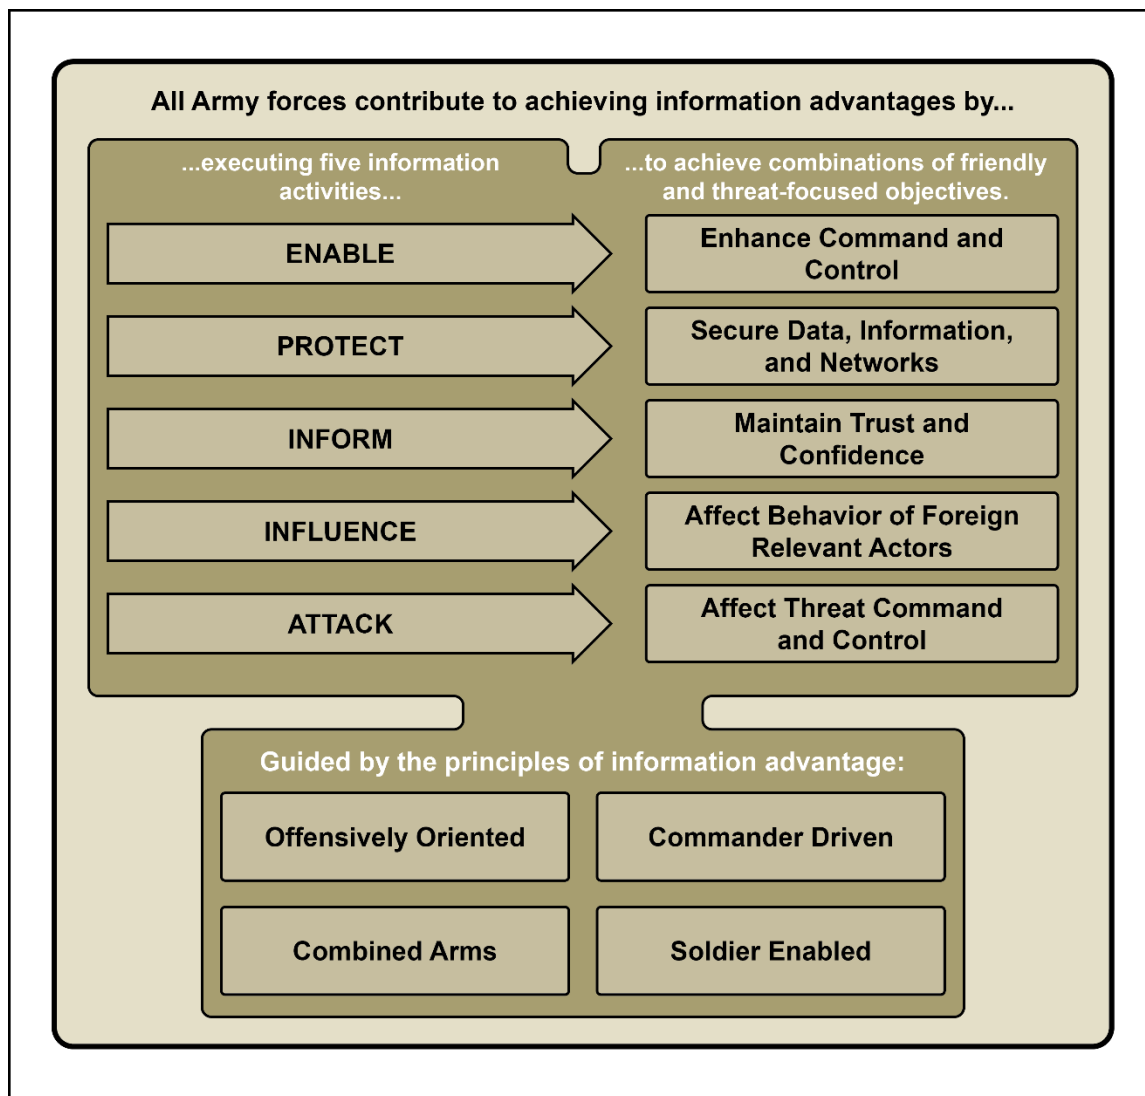 All Army forces contribute to achieving information advantages by...
...executing five information
activities...
...to achieve combinations of friendly
and threat-focused objectives.
ENABLE
Enhance Command and
Control
PROTECT
Secure Data, Information,
and Networks
INFORM
Maintain Trust and
Confidence
INFLUENCE
Affect Behavior of Foreign
Relevant Actors
ATTACK
Affect Threat Command
and Control
Guided by the principles of information advantage:
Offensively Oriented
Commander Driven
Combined Arms
Soldier Enabled